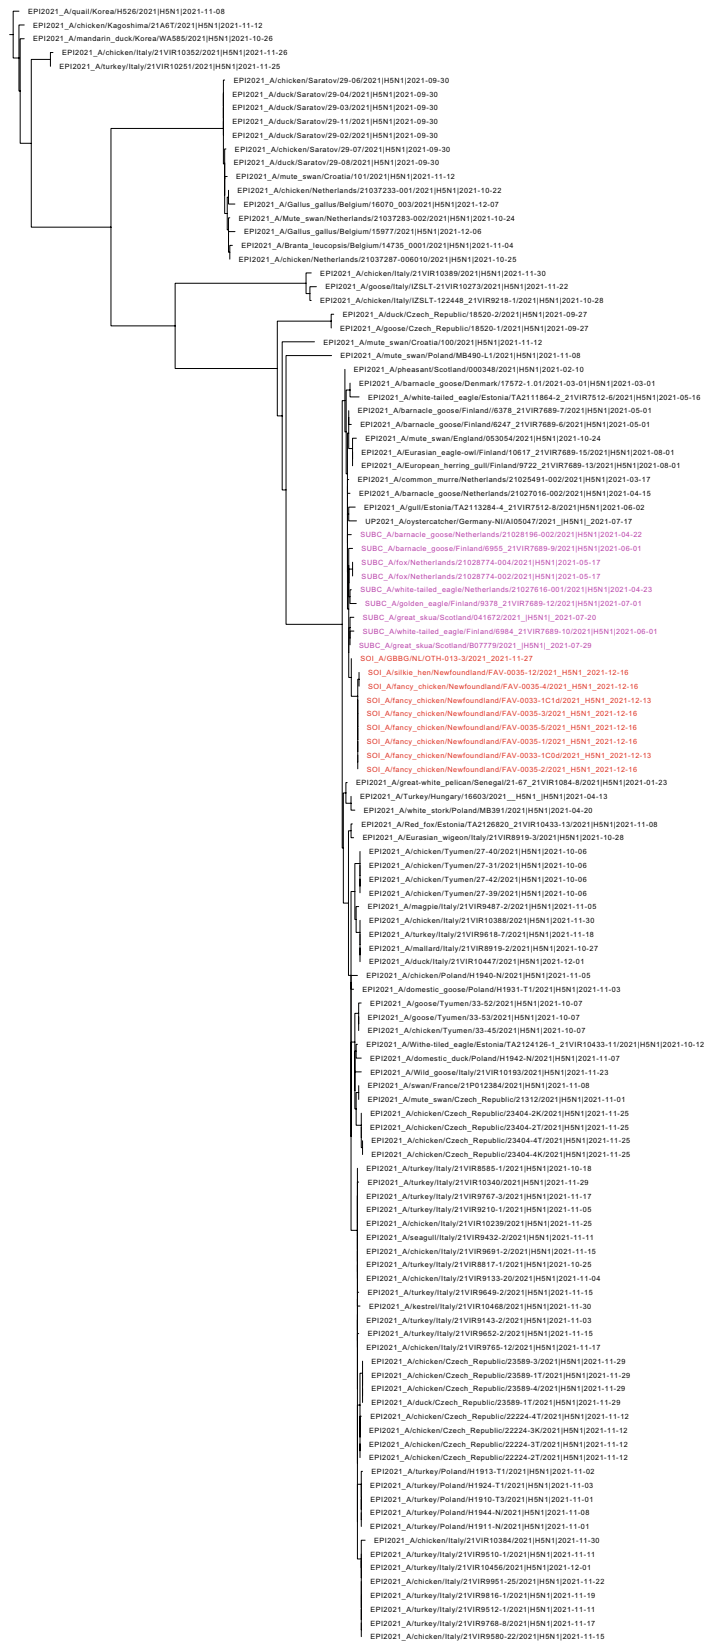 EPI2021_A/quail/Korea/H526/2021|H5N1|2021-11-08
EPI2021_A/chicken/Kagoshima/21A6T/2021|H5N1|2021-11-12
EPI2021_A/mandarin_duck/Korea/WA585/2021|H5N1|2021-10-26
EPI2021_A/chicken/Italy/21VIR10352/2021|H5N1|2021-11-26
EPI2021_A/turkey/Italy/21VIR10251/2021|H5N1|2021-11-25
EPI2021_A/chicken/Saratov/29-06/2021|H5N1|2021-09-30
EPI2021_A/duck/Saratov/29-04/2021|H5N1|2021-09-30
EPI2021_A/duck/Saratov/29-03/2021|H5N1|2021-09-30
EPI2021_A/duck/Saratov/29-11/2021|H5N1|2021-09-30
EPI2021_A/duck/Saratov/29-02/2021|H5N1|2021-09-30
EPI2021_A/chicken/Saratov/29-07/2021|H5N1|2021-09-30
EPI2021_A/duck/Saratov/29-08/2021|H5N1|2021-09-30
EPI2021_A/mute_swan/Croatia/101/2021|H5N1|2021-11-12
EPI2021_A/chicken/Netherlands/21037233-001/2021|H5N1|2021-10-22
EPI2021_A/Gallus_gallus/Belgium/16070_003/2021|H5N1|2021-12-07
EPI2021_A/Mute_swan/Netherlands/21037283-002/2021|H5N1|2021-10-24
EPI2021_A/Gallus_gallus/Belgium/15977/2021|H5N1|2021-12-06
EPI2021_A/Branta_leucopsis/Belgium/14735_0001/2021|H5N1|2021-11-04
EPI2021_A/chicken/Netherlands/21037287-006010/2021|H5N1|2021-10-25
EPI2021_A/chicken/Italy/21VIR10389/2021|H5N1|2021-11-30
EPI2021_A/goose/Italy/IZSLT-21VIR10273/2021|H5N1|2021-11-22
EPI2021_A/chicken/Italy/IZSLT-122448_21VIR9218-1/2021|H5N1|2021-10-28
EPI2021_A/duck/Czech_Republic/18520-2/2021|H5N1|2021-09-27
EPI2021_A/goose/Czech_Republic/18520-1/2021|H5N1|2021-09-27
EPI2021_A/mute_swan/Croatia/100/2021|H5N1|2021-11-12
EPI2021_A/mute_swan/Poland/MB490-L1/2021|H5N1|2021-11-08
EPI2021_A/pheasant/Scotland/000348/2021|H5N1|2021-02-10
EPI2021_A/barnacle_goose/Denmark/17572-1.01/2021-03-01|H5N1|2021-03-01
EPI2021_A/white-tailed_eagle/Estonia/TA2111864-2_21VIR7512-6/2021|H5N1|2021-05-16
EPI2021_A/barnacle_goose/Finland//6378_21VIR7689-7/2021|H5N1|2021-05-01
EPI2021_A/barnacle_goose/Finland/6247_21VIR7689-6/2021|H5N1|2021-05-01
EPI2021_A/mute_swan/England/053054/2021|H5N1|2021-10-24
EPI2021_A/Eurasian_eagle-owl/Finland/10617_21VIR7689-15/2021|H5N1|2021-08-01
EPI2021_A/European_herring_gull/Finland/9722_21VIR7689-13/2021|H5N1|2021-08-01
EPI2021_A/common_murre/Netherlands/21025491-002/2021|H5N1|2021-03-17
EPI2021_A/barnacle_goose/Netherlands/21027016-002/2021|H5N1|2021-04-15
EPI2021_A/gull/Estonia/TA2113284-4_21VIR7512-8/2021|H5N1|2021-06-02
UP2021_A/oystercatcher/Germany-NI/AI05047/2021_|H5N1|_2021-07-17
SUBC_A/barnacle_goose/Netherlands/21028196-002/2021|H5N1|2021-04-22
SUBC_A/barnacle_goose/Finland/6955_21VIR7689-9/2021|H5N1|2021-06-01
SUBC_A/fox/Netherlands/21028774-004/2021|H5N1|2021-05-17
SUBC_A/fox/Netherlands/21028774-002/2021|H5N1|2021-05-17
SUBC_A/white-tailed_eagle/Netherlands/21027616-001/2021|H5N1|2021-04-23
SUBC_A/golden_eagle/Finland/9378_21VIR7689-12/2021|H5N1|2021-07-01
SUBC_A/great_skua/Scotland/041672/2021_|H5N1|_2021-07-20
SUBC_A/white-tailed_eagle/Finland/6984_21VIR7689-10/2021|H5N1|2021-06-01
SUBC_A/great_skua/Scotland/B07779/2021_|H5N1|_2021-07-29
SOI_A/GBBG/NL/OTH-013-3/2021_2021-11-27
SOI_A/silkie_hen/Newfoundland/FAV-0035-12/2021_H5N1_2021-12-16
SOI_A/fancy_chicken/Newfoundland/FAV-0035-4/2021_H5N1_2021-12-16
SOI_A/fancy_chicken/Newfoundland/FAV-0033-1C1d/2021_H5N1_2021-12-13
SOI_A/fancy_chicken/Newfoundland/FAV-0035-3/2021_H5N1_2021-12-16
SOI_A/fancy_chicken/Newfoundland/FAV-0035-5/2021_H5N1_2021-12-16
SOI_A/fancy_chicken/Newfoundland/FAV-0035-1/2021_H5N1_2021-12-16
SOI_A/fancy_chicken/Newfoundland/FAV-0033-1C0d/2021_H5N1_2021-12-13
SOI_A/fancy_chicken/Newfoundland/FAV-0035-2/2021_H5N1_2021-12-16
EPI2021_A/great-white_pelican/Senegal/21-67_21VIR1084-8/2021|H5N1|2021-01-23
EPI2021_A/Turkey/Hungary/16603/2021__H5N1_|H5N1|2021-04-13
EPI2021_A/white_stork/Poland/MB391/2021|H5N1|2021-04-20
EPI2021_A/Red_fox/Estonia/TA2126820_21VIR10433-13/2021|H5N1|2021-11-08
EPI2021_A/Eurasian_wigeon/Italy/21VIR8919-3/2021|H5N1|2021-10-28
EPI2021_A/chicken/Tyumen/27-40/2021|H5N1|2021-10-06
EPI2021_A/chicken/Tyumen/27-31/2021|H5N1|2021-10-06
EPI2021_A/chicken/Tyumen/27-42/2021|H5N1|2021-10-06
EPI2021_A/chicken/Tyumen/27-39/2021|H5N1|2021-10-06
EPI2021_A/magpie/Italy/21VIR9487-2/2021|H5N1|2021-11-05
EPI2021_A/chicken/Italy/21VIR10388/2021|H5N1|2021-11-30
EPI2021_A/turkey/Italy/21VIR9618-7/2021|H5N1|2021-11-18
EPI2021_A/mallard/Italy/21VIR8919-2/2021|H5N1|2021-10-27
EPI2021_A/duck/Italy/21VIR10447/2021|H5N1|2021-12-01
EPI2021_A/chicken/Poland/H1940-N/2021|H5N1|2021-11-05
EPI2021_A/domestic_goose/Poland/H1931-T1/2021|H5N1|2021-11-03
EPI2021_A/goose/Tyumen/33-52/2021|H5N1|2021-10-07
EPI2021_A/goose/Tyumen/33-53/2021|H5N1|2021-10-07
EPI2021_A/chicken/Tyumen/33-45/2021|H5N1|2021-10-07
EPI2021_A/Withe-tiled_eagle/Estonia/TA2124126-1_21VIR10433-11/2021|H5N1|2021-10-12
EPI2021_A/domestic_duck/Poland/H1942-N/2021|H5N1|2021-11-07
EPI2021_A/Wild_goose/Italy/21VIR10193/2021|H5N1|2021-11-23
EPI2021_A/swan/France/21P012384/2021|H5N1|2021-11-08
EPI2021_A/mute_swan/Czech_Republic/21312/2021|H5N1|2021-11-01
EPI2021_A/chicken/Czech_Republic/23404-2K/2021|H5N1|2021-11-25
EPI2021_A/chicken/Czech_Republic/23404-2T/2021|H5N1|2021-11-25
EPI2021_A/chicken/Czech_Republic/23404-4T/2021|H5N1|2021-11-25
EPI2021_A/chicken/Czech_Republic/23404-4K/2021|H5N1|2021-11-25
EPI2021_A/turkey/Italy/21VIR8585-1/2021|H5N1|2021-10-18
EPI2021_A/turkey/Italy/21VIR10340/2021|H5N1|2021-11-29
EPI2021_A/turkey/Italy/21VIR9767-3/2021|H5N1|2021-11-17
EPI2021_A/turkey/Italy/21VIR9210-1/2021|H5N1|2021-11-05
EPI2021_A/chicken/Italy/21VIR10239/2021|H5N1|2021-11-25
EPI2021_A/seagull/Italy/21VIR9432-2/2021|H5N1|2021-11-11
EPI2021_A/chicken/Italy/21VIR9691-2/2021|H5N1|2021-11-15
EPI2021_A/turkey/Italy/21VIR8817-1/2021|H5N1|2021-10-25
EPI2021_A/chicken/Italy/21VIR9133-20/2021|H5N1|2021-11-04
EPI2021_A/turkey/Italy/21VIR9649-2/2021|H5N1|2021-11-15
EPI2021_A/kestrel/Italy/21VIR10468/2021|H5N1|2021-11-30
EPI2021_A/turkey/Italy/21VIR9143-2/2021|H5N1|2021-11-03
EPI2021_A/turkey/Italy/21VIR9652-2/2021|H5N1|2021-11-15
EPI2021_A/chicken/Italy/21VIR9765-12/2021|H5N1|2021-11-17
EPI2021_A/chicken/Czech_Republic/23589-3/2021|H5N1|2021-11-29
EPI2021_A/chicken/Czech_Republic/23589-1T/2021|H5N1|2021-11-29
EPI2021_A/chicken/Czech_Republic/23589-4/2021|H5N1|2021-11-29
EPI2021_A/duck/Czech_Republic/23589-1T/2021|H5N1|2021-11-29
EPI2021_A/chicken/Czech_Republic/22224-4T/2021|H5N1|2021-11-12
EPI2021_A/chicken/Czech_Republic/22224-3K/2021|H5N1|2021-11-12
EPI2021_A/chicken/Czech_Republic/22224-3T/2021|H5N1|2021-11-12
EPI2021_A/chicken/Czech_Republic/22224-2T/2021|H5N1|2021-11-12
EPI2021_A/turkey/Poland/H1913-T1/2021|H5N1|2021-11-02
EPI2021_A/turkey/Poland/H1924-T1/2021|H5N1|2021-11-03
EPI2021_A/turkey/Poland/H1910-T3/2021|H5N1|2021-11-01
EPI2021_A/turkey/Poland/H1944-N/2021|H5N1|2021-11-08
EPI2021_A/turkey/Poland/H1911-N/2021|H5N1|2021-11-01
EPI2021_A/chicken/Italy/21VIR10384/2021|H5N1|2021-11-30
EPI2021_A/turkey/Italy/21VIR9510-1/2021|H5N1|2021-11-11
EPI2021_A/turkey/Italy/21VIR10456/2021|H5N1|2021-12-01
EPI2021_A/chicken/Italy/21VIR9951-25/2021|H5N1|2021-11-22
EPI2021_A/turkey/Italy/21VIR9816-1/2021|H5N1|2021-11-19
EPI2021_A/turkey/Italy/21VIR9512-1/2021|H5N1|2021-11-11
EPI2021_A/turkey/Italy/21VIR9768-8/2021|H5N1|2021-11-17
EPI2021_A/chicken/Italy/21VIR9580-22/2021|H5N1|2021-11-15